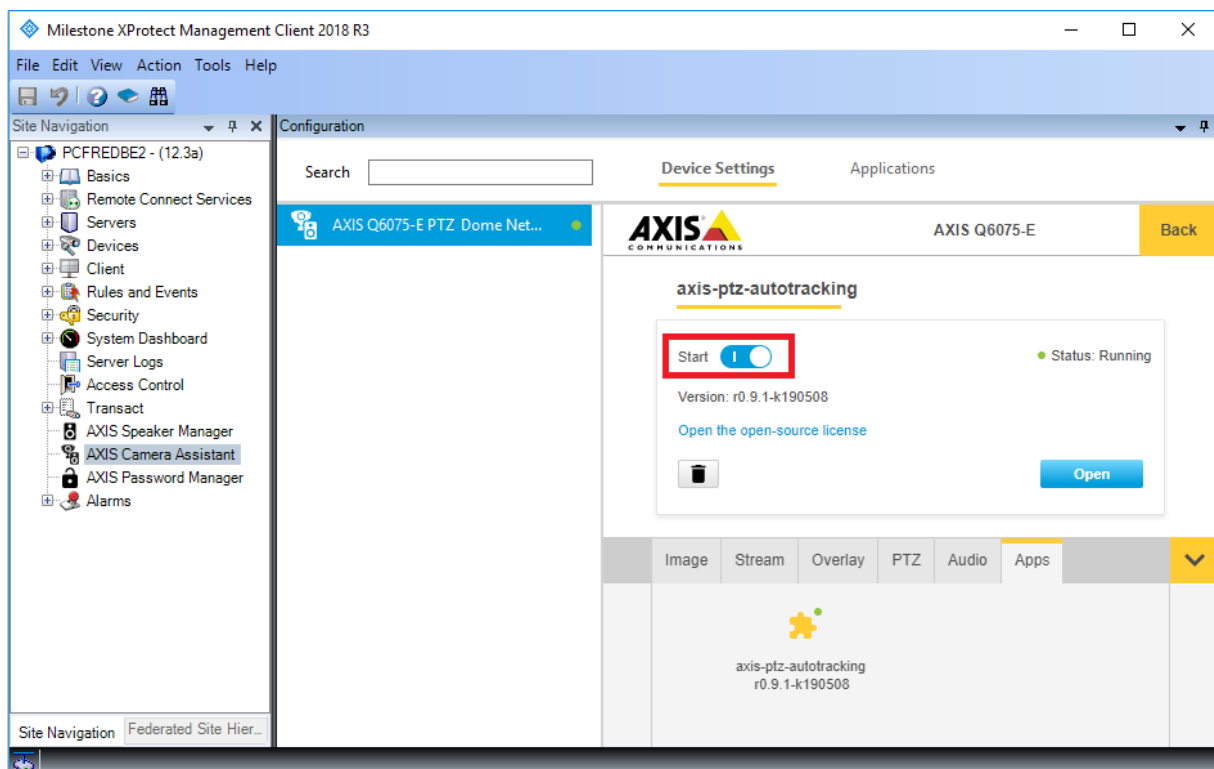 Milestone XProtect Management Client 2018 R3
File Edit View Action Tools Help
Site Navigation
Configuration
PCFREDBE2 - (12.3a)
Basics
Remote Connect Services
Servers
Devices
Client
Rules and Events
Security
System Dashboard
Server Logs
Access Control
Transact
AXIS Speaker Manager
AXIS Camera Assistant
AXIS Password Manager
Alarms
Site Navigation
Federated Site Hier...
Search
Device Settings
Applications
AXIS Q6075-E PTZ Dome Net...
AXIS
COMMUNICATIONS
AXIS Q6075-E
Back
axis-ptz-autotracking
Start
Status: Running
Version: r0.9.1-k190508
Open the open-source license
Open
Image Stream Overlay PTZ Audio Apps
axis-ptz-autotracking
r0.9.1-k190508